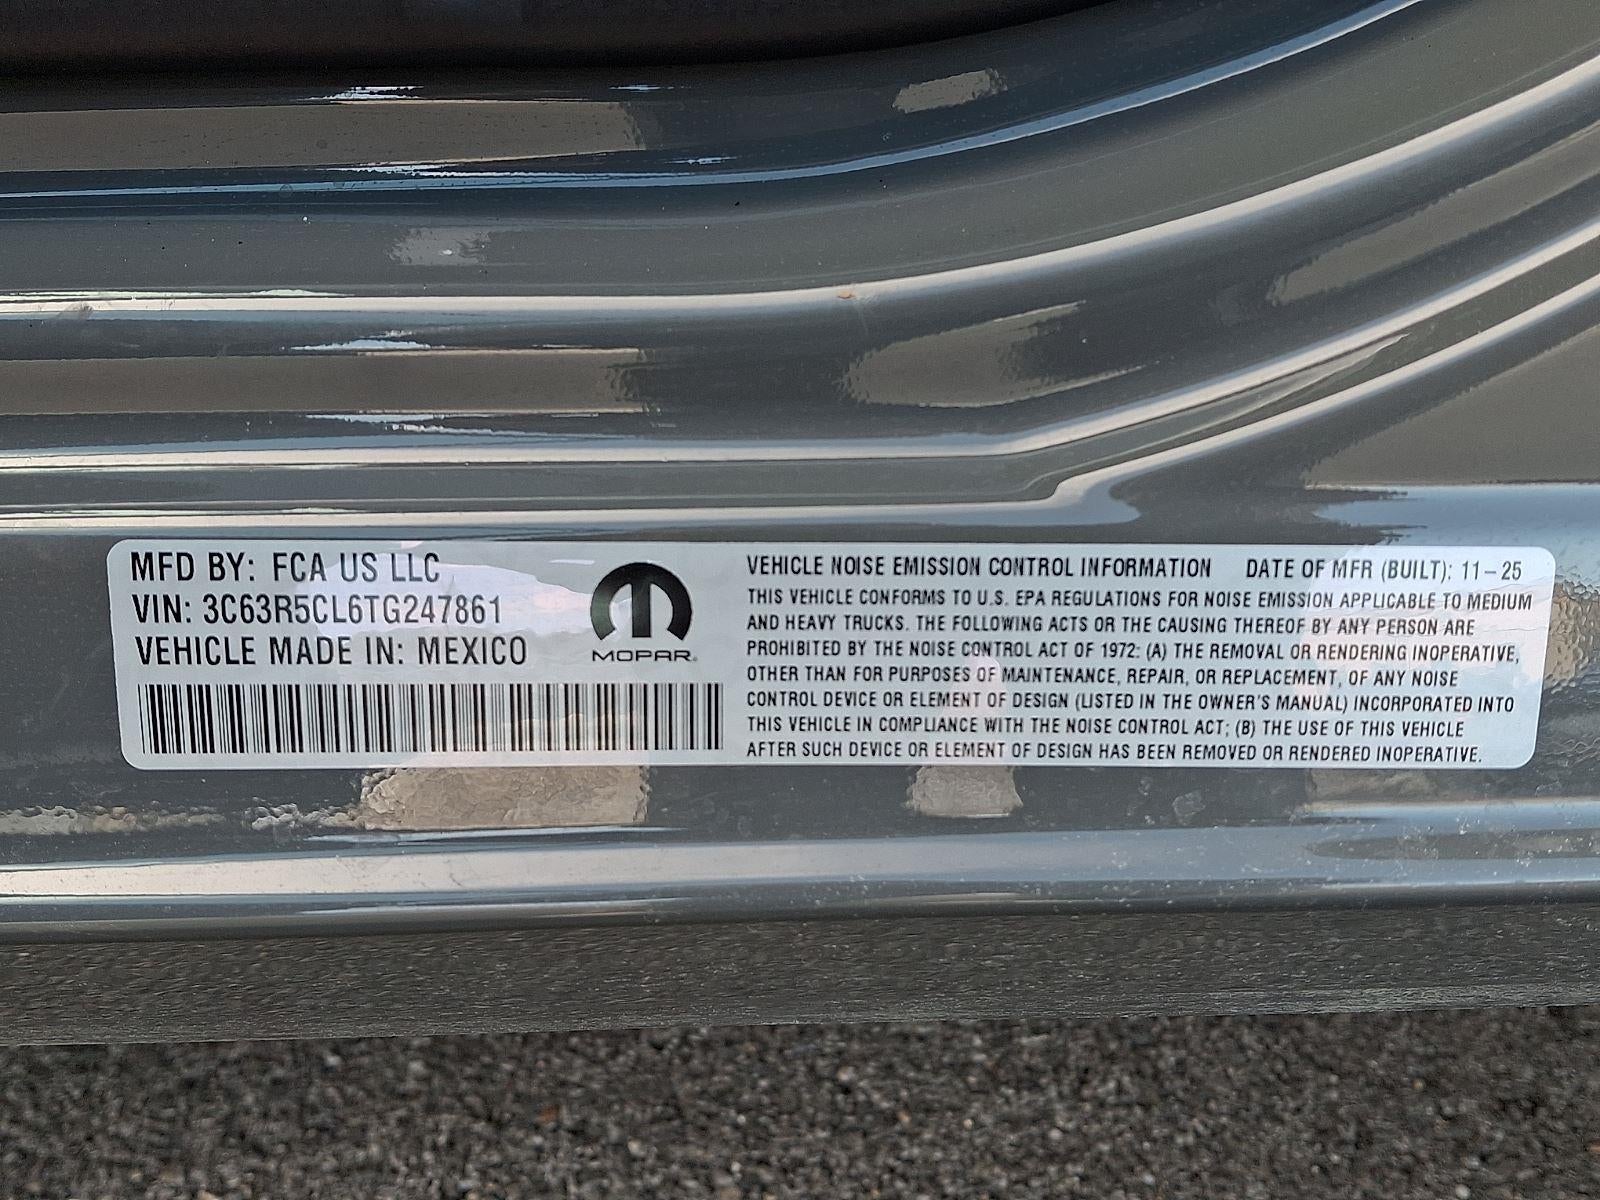 MFD BY: FCA US LLC
VIN: 3C63R5CL6TG247861
VEHICLE MADE IN: MEXICO
MOPAR®
VEHICLE NOISE EMISSION CONTROL INFORMATION DATE OF MFR (BUILT): 11-25
THIS VEHICLE CONFORMS TO U.S. EPA REGULATIONS FOR NOISE EMISSION APPLICABLE TO MEDIUM
AND HEAVY TRUCKS. THE FOLLOWING ACTS OR THE CAUSING THEREOF BY ANY PERSON ARE
PROHIBITED BY THE NOISE CONTROL ACT OF 1972: (A) THE REMOVAL OR RENDERING INOPERATIVE,
OTHER THAN FOR PURPOSES OF MAINTENANCE, REPAIR, OR REPLACEMENT, OF ANY NOISE
CONTROL DEVICE OR ELEMENT OF DESIGN (LISTED IN THE OWNER'S MANUAL) INCORPORATED INTO
THIS VEHICLE IN COMPLIANCE WITH THE NOISE CONTROL ACT; (B) THE USE OF THIS VEHICLE
AFTER SUCH DEVICE OR ELEMENT OF DESIGN HAS BEEN REMOVED OR RENDERED INOPERATIVE.